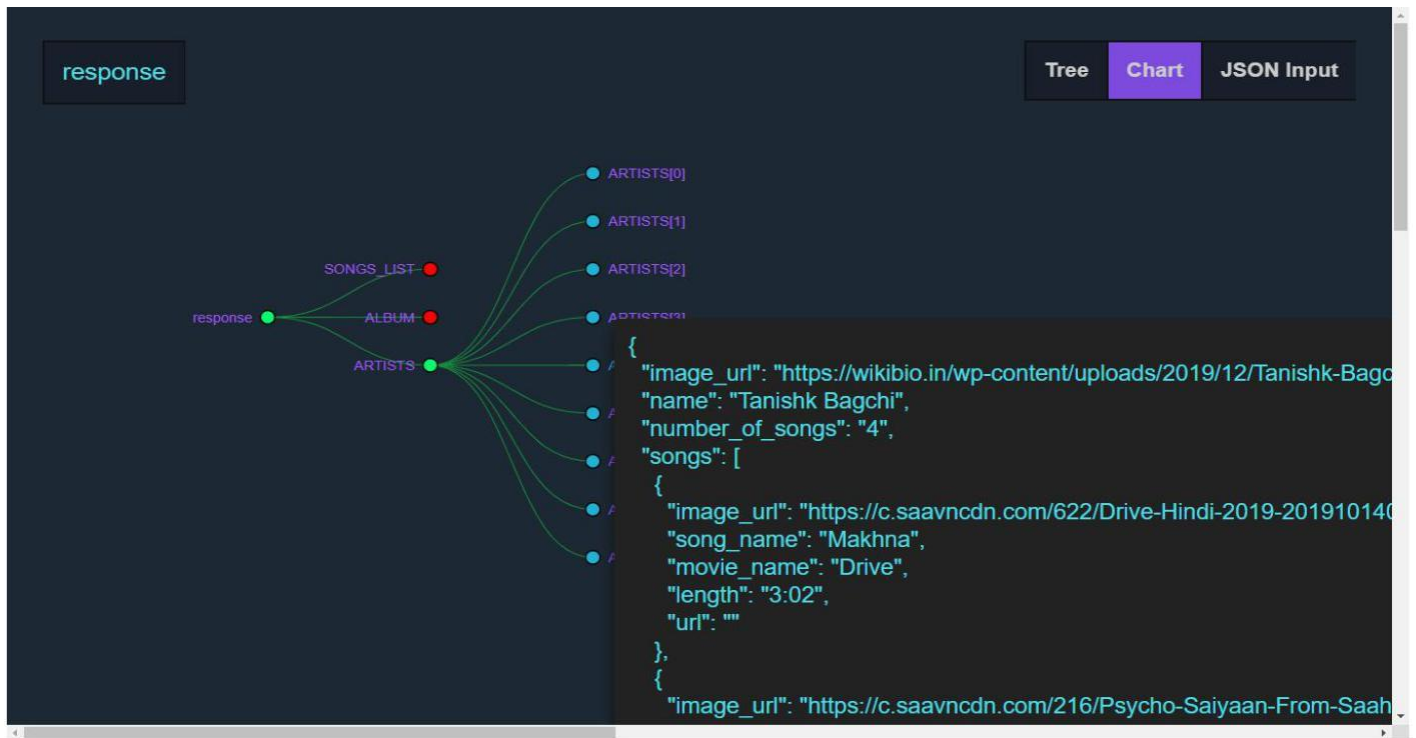 response
Tree Chart JSON Input
ARTISTS[0]
ARTISTS[1]
SONGS_LIST
ARTISTS[2]
response
ALBUM
ARTISTS[3]
ARTISTS
{
"image_url": "https://wikibio.in/wp-content/uploads/2019/12/Tanishk-Bagc
"name": "Tanishk Bagchi",
"number_of_songs": "4",
"songs": [
{
"image_url": "https://c.saavncdn.com/622/Drive-Hindi-2019-201910140
"song_name": "Makhna",
"movie_name": "Drive",
"length": "3:02",
"url": ""
},
{
"image_url": "https://c.saavncdn.com/216/Psycho-Saiyaan-From-Saah